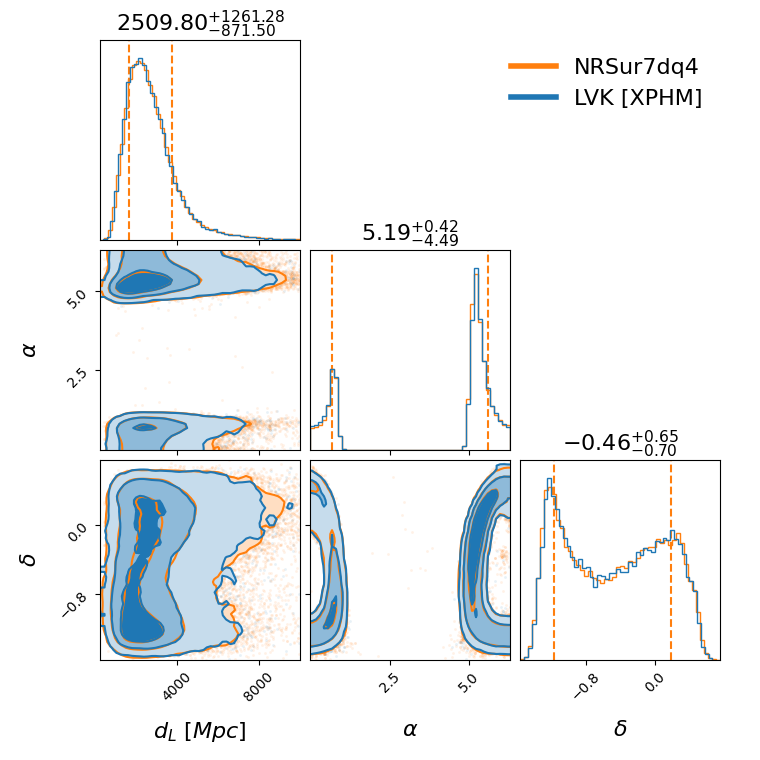 2509.80+1261.28−871.50
NRSur7dq4
LVK [XPHM]
5.19+0.42−4.49
5.0
2.5
α
−0.46+0.65−0.70
0.0
−0.8
δ
4000 8000 2.5 5.0 −0.8 0.0
dL [Mpc] α δ